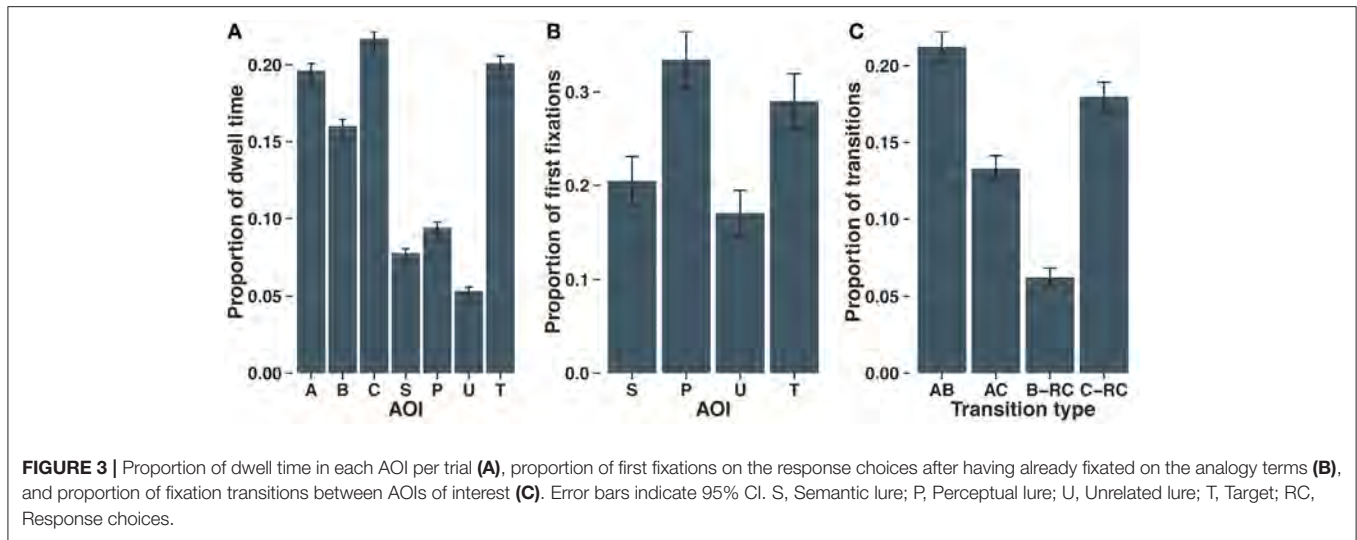 A
B
C
Proportion of dwell time
0.20
0.15
0.10
0.05
0.00
A B C S P U T
AOI
Proportion of first fixations
0.3
0.2
0.1
0.0
S P U T
AOI
Proportion of transitions
0.20
0.15
0.10
0.05
0.00
AB AC B–RC C–RC
Transition type
FIGURE 3 | Proportion of dwell time in each AOI per trial (A), proportion of first fixations on the response choices after having already fixated on the analogy terms (B),
and proportion of fixation transitions between AOIs of interest (C). Error bars indicate 95% CI. S, Semantic lure; P, Perceptual lure; U, Unrelated lure; T, Target; RC,
Response choices.